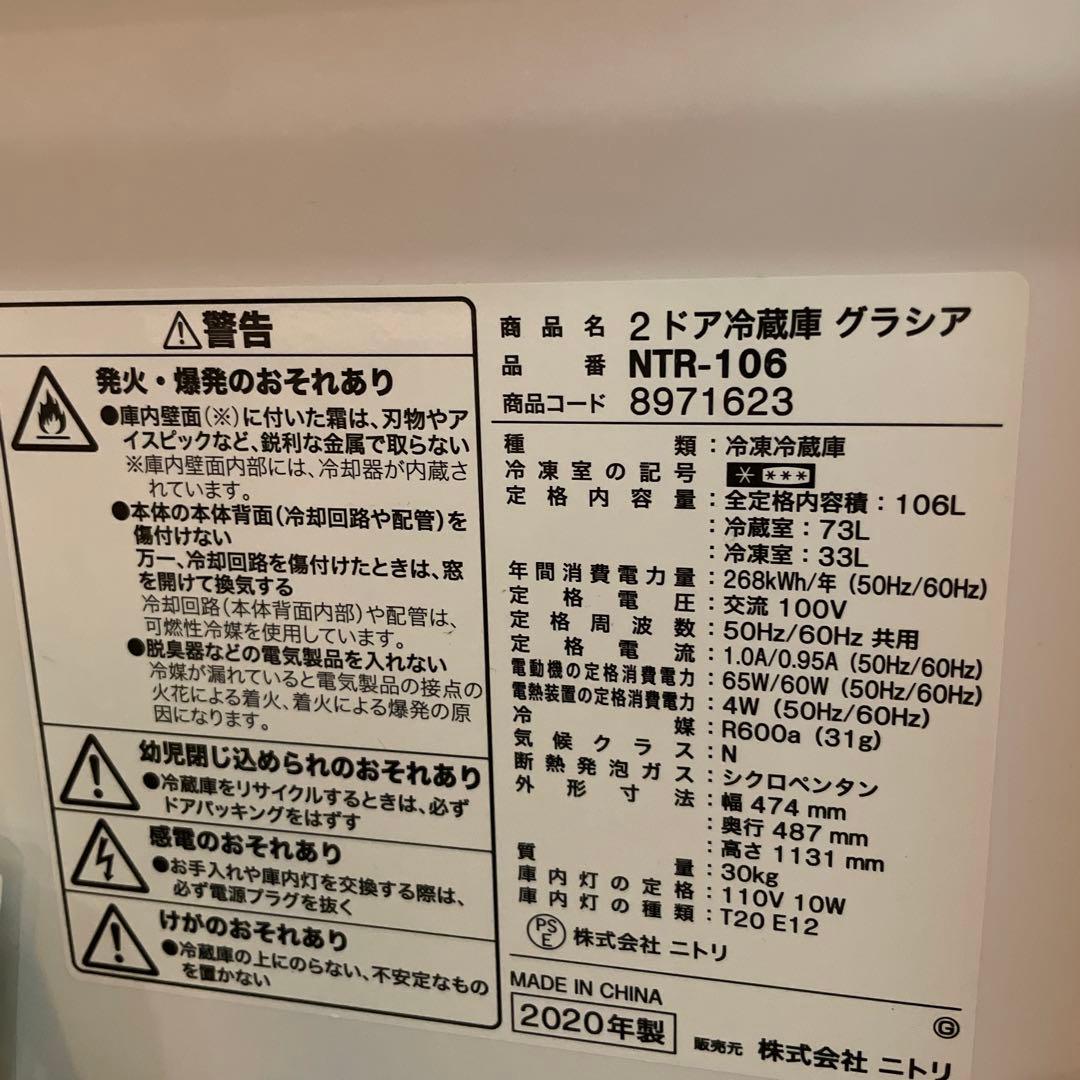 ⚠警告
発火・爆発のおそれあり
●庫内壁面（※）に付いた霜は、刃物やア
イスピックなど、鋭利な金属で取らない
※庫内壁面内部には、冷却器が内蔵さ
れています。
●本体の本体背面（冷却回路や配管）を
傷付けない
万一、冷却回路を傷付けたときは、窓
を開けて換気する
冷却回路（本体背面内部）や配管は、
可燃性冷媒を使用しています。
●脱臭器などの電気製品を入れない
冷媒が漏れていると電気製品の接点の
火花による着火、着火による爆発の原
因になります。
幼児閉じ込められのおそれあり
●冷蔵庫をリサイクルするときは、必ず
ドアパッキングをはずす
感電のおそれあり
●お手入れや庫内灯を交換する際は、
必ず電源プラグを抜く
けがのおそれあり
●冷蔵庫の上にのらない、不安定なもの
を置かない
商品名 2ドア冷蔵庫 グラシア
品番 NTR-106
商品コード 8971623
種類：冷凍冷蔵庫
冷凍室の記号 * ***
定格内容量：全定格内容積：106L
：冷蔵室：73L
：冷凍室：33L
年間消費電力量：268kWh/年（50Hz/60Hz）
定格電圧：交流 100V
定格周波数：50Hz/60Hz 共用
定格電流：1.0A/0.95A（50Hz/60Hz）
電動機の定格消費電力：65W/60W（50Hz/60Hz）
電熱装置の定格消費電力：4W（50Hz/60Hz）
冷媒：R600a（31g）
気候クラス：N
断熱発泡ガス：シクロペンタン
外形寸法：幅 474 mm
：奥行 487 mm
：高さ 1131 mm
質量：30kg
庫内灯の定格：110V 10W
庫内灯の種類：T20 E12
PSE 株式会社 ニトリ
MADE IN CHINA
2020年製 G
販売元 株式会社 ニトリ